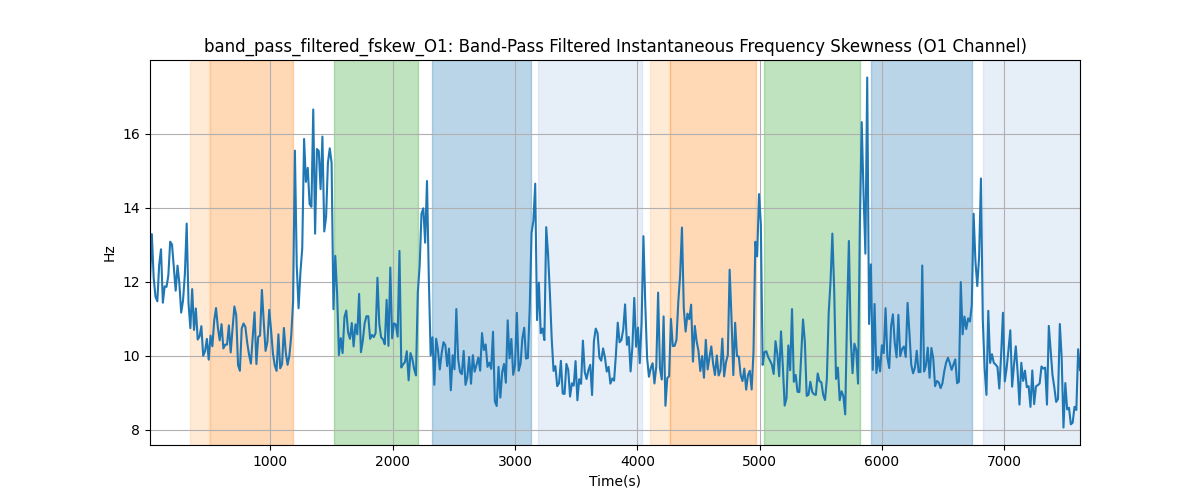 band_pass_filtered_fskew_O1: Band-Pass Filtered Instantaneous Frequency Skewness (O1 Channel)
16
14
12
10
8
Hz
1000 2000 3000 4000 5000 6000 7000
Time(s)